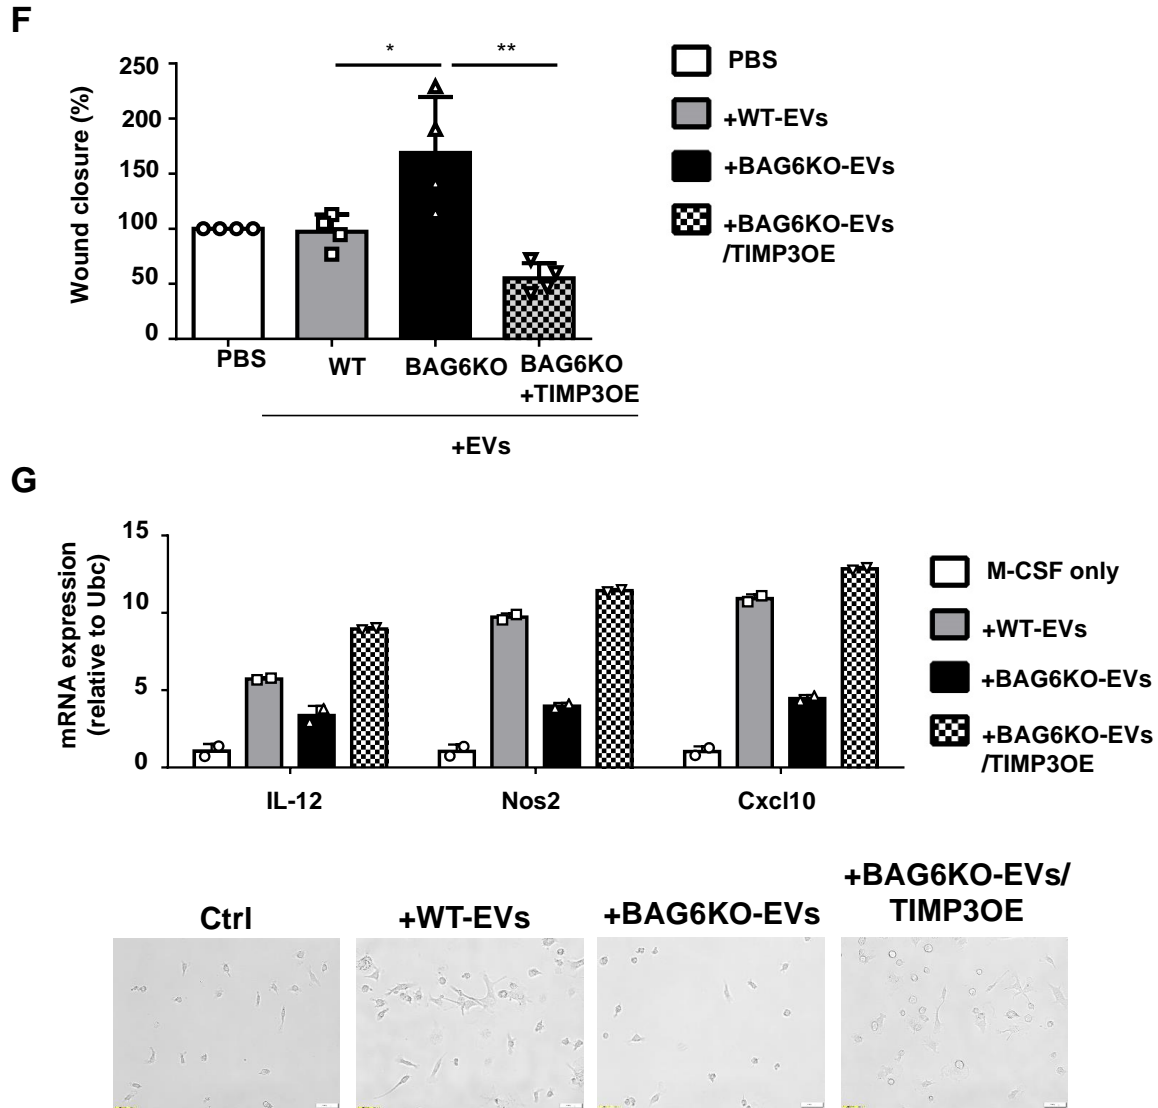 F
* **
Wound closure (%)
250
200
150
100
50
0
PBS
WT
BAG6KO
BAG6KO
+TIMP3OE
+EVs
PBS
+WT-EVs
+BAG6KO-EVs
+BAG6KO-EVs
/TIMP3OE
G
mRNA expression
(relative to Ubc)
15
10
5
0
IL-12
Nos2
Cxcl10
M-CSF only
+WT-EVs
+BAG6KO-EVs
+BAG6KO-EVs
/TIMP3OE
Ctrl
+WT-EVs
+BAG6KO-EVs
+BAG6KO-EVs/
TIMP3OE